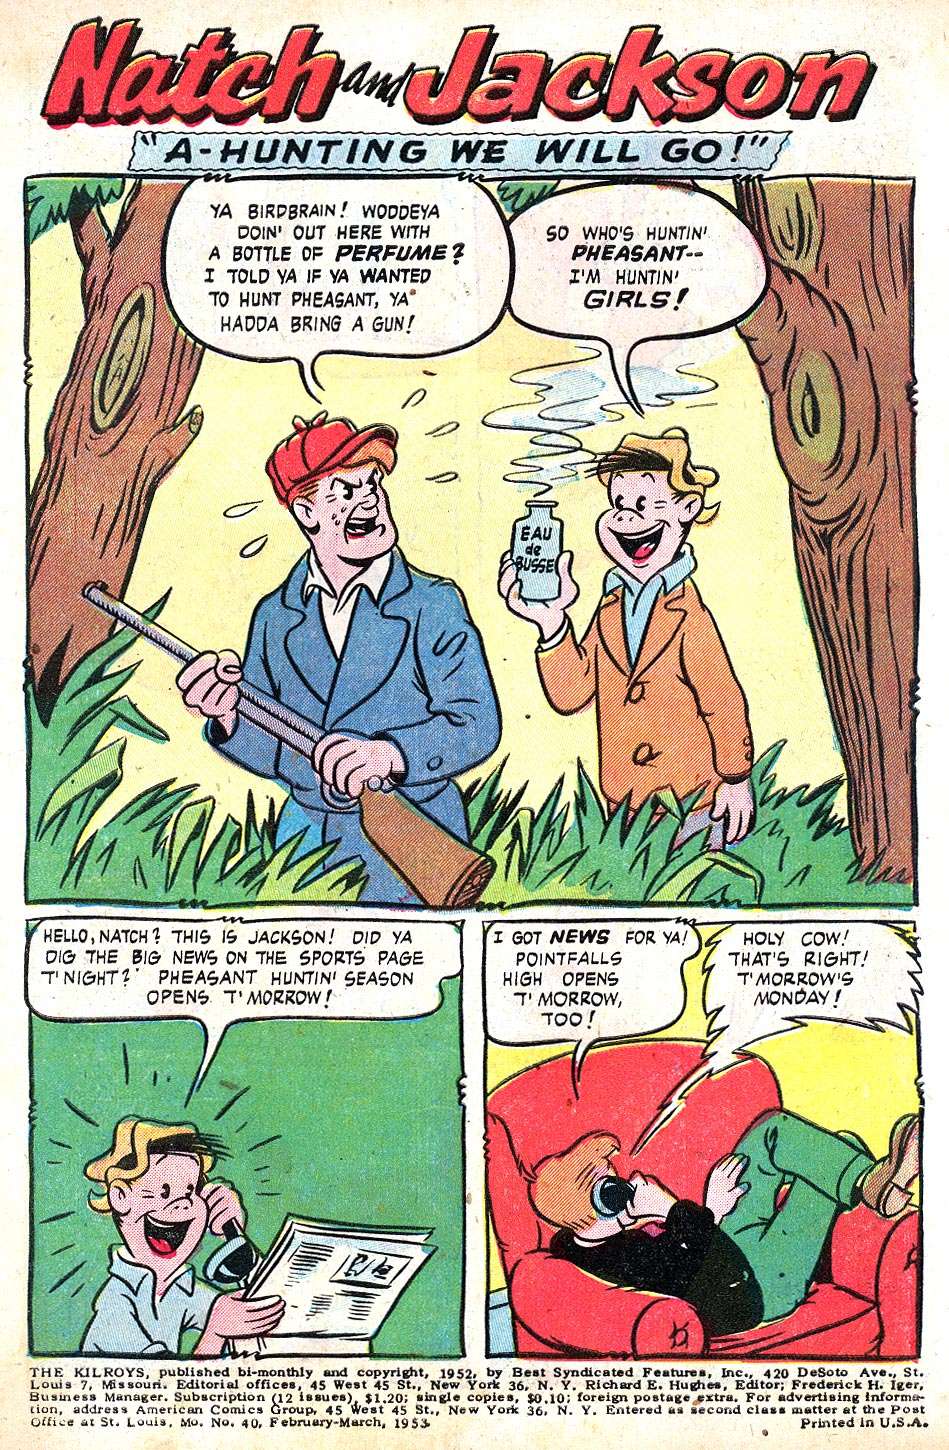 Natch and Jackson
"A-HUNTING WE WILL GO!"
YA BIRDBRAIN! WODDEYA
DOIN' OUT HERE WITH
A BOTTLE OF PERFUME?
I TOLD YA IF YA WANTED
TO HUNT PHEASANT, YA
HADDA BRING A GUN!
SO WHO'S HUNTIN'
PHEASANT--
I'M HUNTIN'
GIRLS!
EAU
de
BUSSE
HELLO, NATCH? THIS IS JACKSON! DID YA
DIG THE BIG NEWS ON THE SPORTS PAGE
T'NIGHT? PHEASANT HUNTIN' SEASON
OPENS T'MORROW!
I GOT NEWS FOR YA!
POINTFALLS
HIGH OPENS
T'MORROW,
TOO!
HOLY COW!
THAT'S RIGHT!
T'MORROW'S
MONDAY!
THE KILROYS, published bi-monthly and copyright, 1952, by Best Syndicated Features, Inc., 420 DeSoto Ave., St.
Louis 7, Missouri. Editorial offices, 45 West 45 St., New York 36, N. Y. Richard E. Hughes, Editor; Frederick H. Iger,
Business Manager. Subscription (12 issues), $1.20; single copies, $0.10; foreign postage extra. For advertising informa-
tion, address American Comics Group, 45 West 45 St., New York 36, N. Y. Entered as second class matter at the Post
Office at St. Louis, Mo. No. 40, February-March, 1953. Printed in U.S.A.